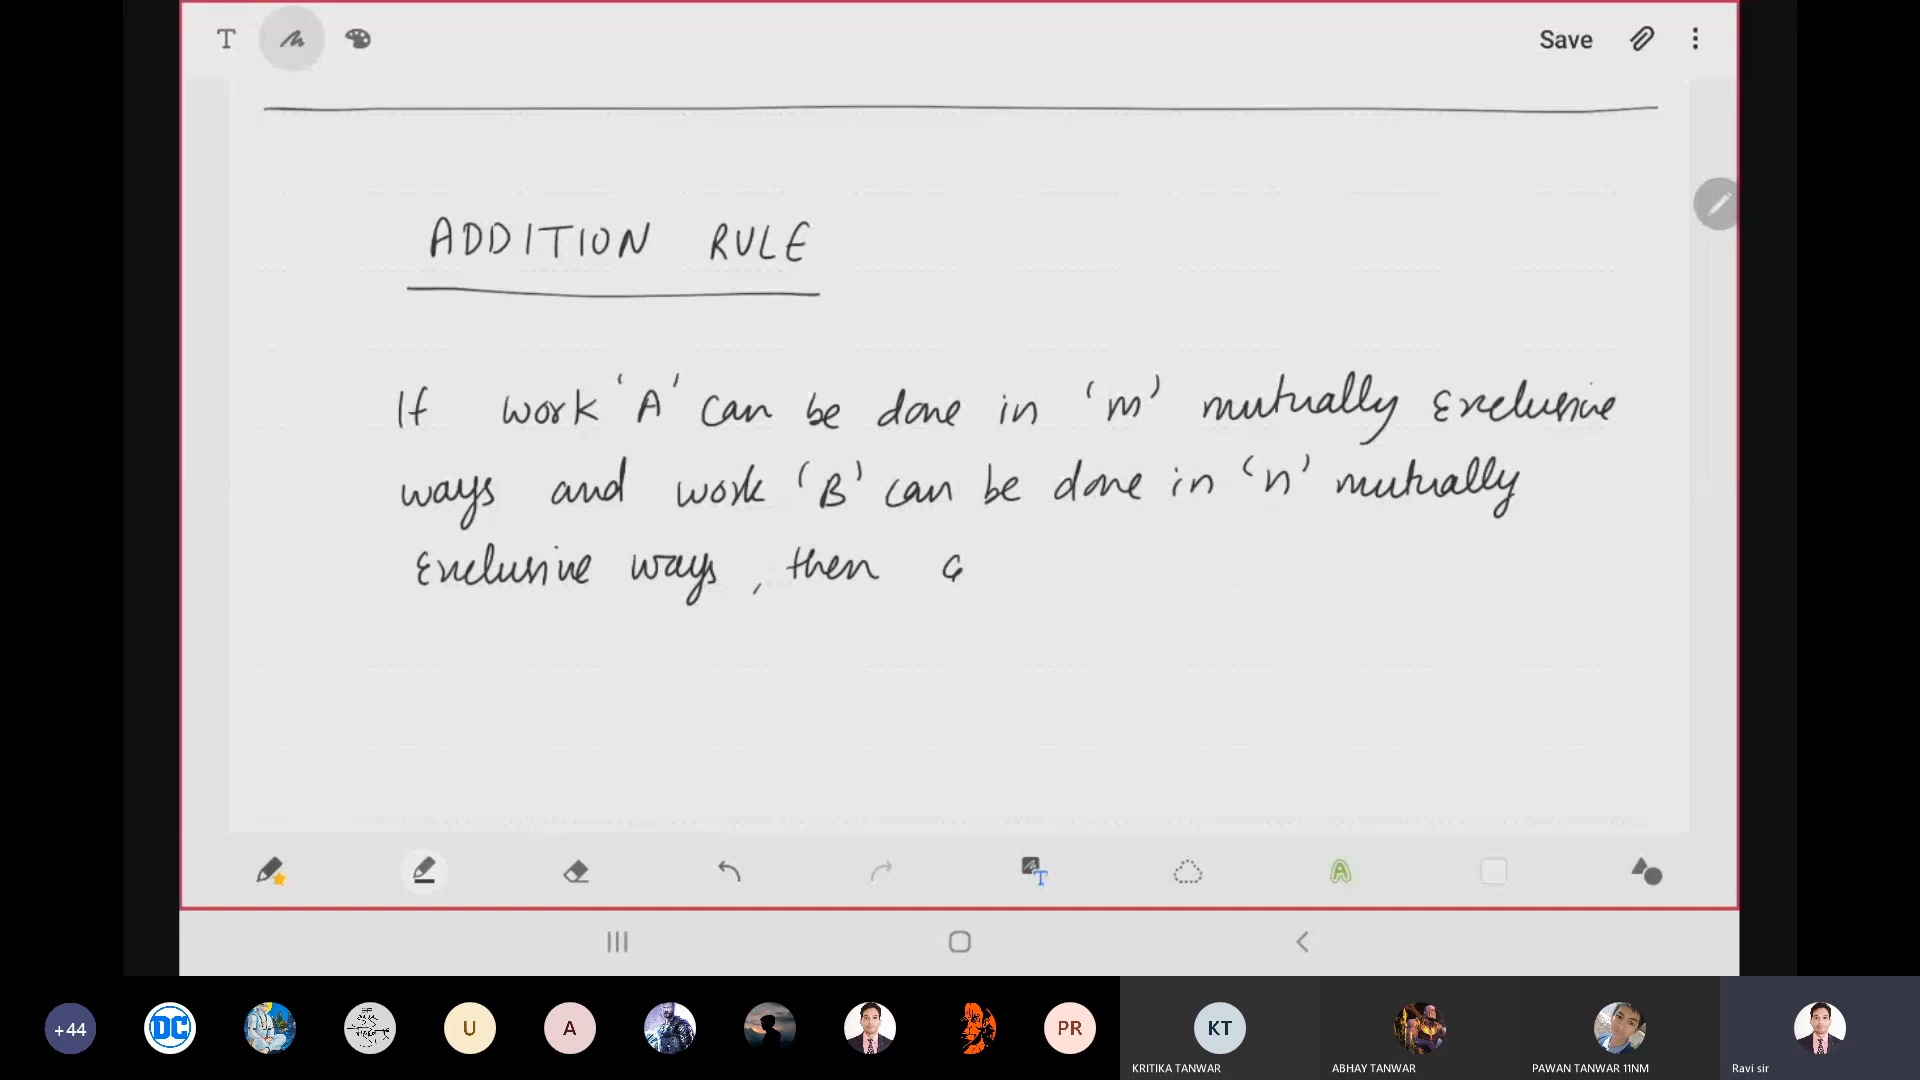 T
Save
ADDITION RULE
If work 'A' can be done in 'm' mutually Exclusive
ways and work 'B' can be done in 'n' mutually
Exclusive ways, then a
T
A
+44
DC
U
A
PR
KT
KRITIKA TANWAR
ABHAY TANWAR
PAWAN TANWAR 11NM
Ravi sir